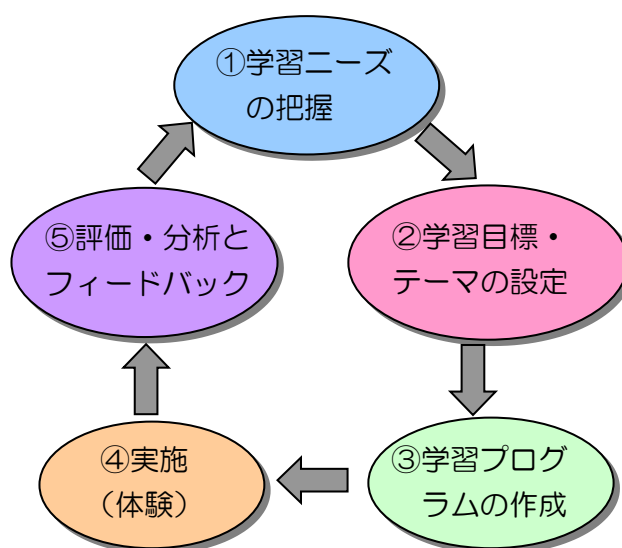 ①学習ニーズ
の把握
②学習目標・
テーマの設定
③学習プログ
ラムの作成
④実施
（体験）
⑤評価・分析と
フィードバック